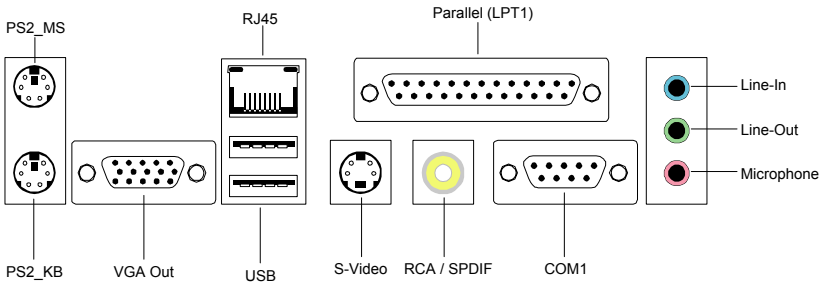 PS2_MS
RJ45
Parallel (LPT1)
Line-In
Line-Out
Microphone
PS2_KB
VGA Out
USB
S-Video
RCA / SPDIF
COM1